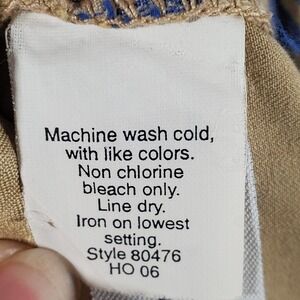 Machine wash cold,
with like colors.
Non chlorine
bleach only.
Line dry.
Iron on lowest
setting.
Style 80476
HO 06